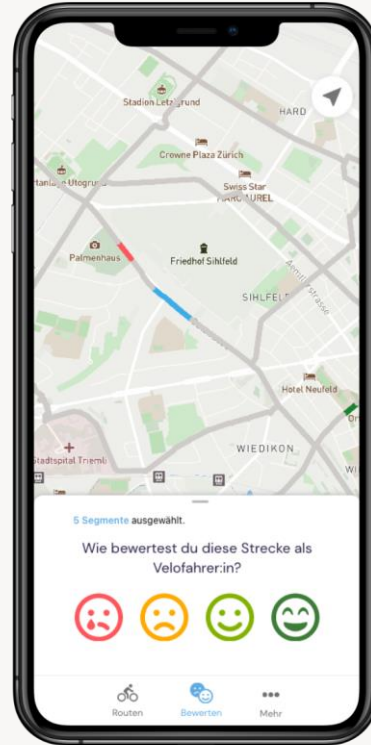 Stadion Letzigrund
HARD
Crowne Plaza Zürich
Swiss Star
Palmenhaus
Friedhof Sihlfeld
SIHLFELD
Hotel Neufeld
WIEDIKON
Stadtspital Triemli
5 Segmente ausgewählt.
Wie bewertest du diese Strecke als
Velofahrer:in?
Routen
Bewerten
Mehr